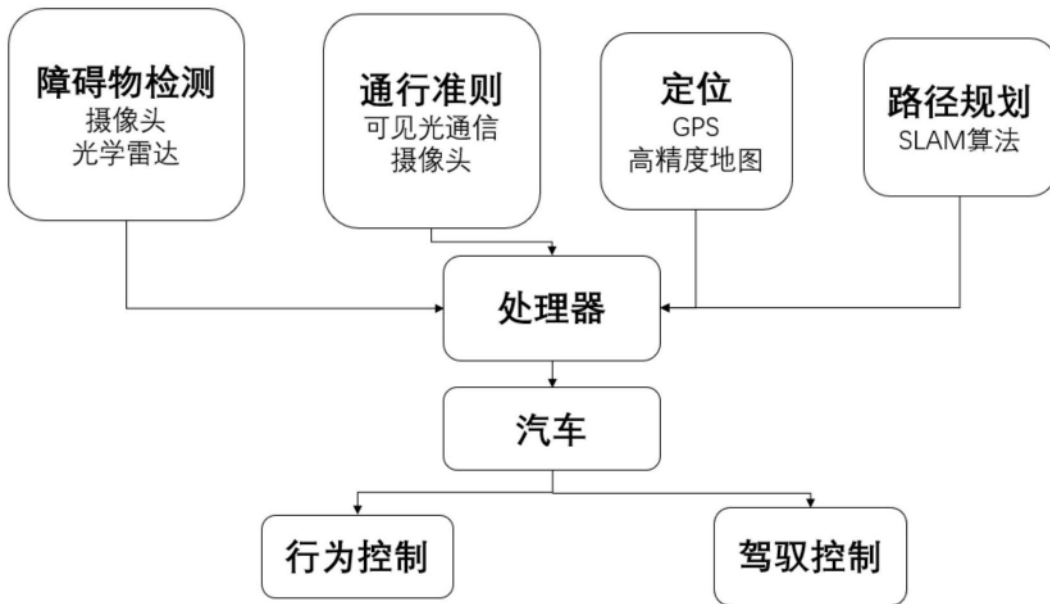 障碍物检测
摄像头
光学雷达
通行准则
可见光通信
摄像头
定位
GPS
高精度地图
路径规划
SLAM算法
处理器
汽车
行为控制
驾驭控制